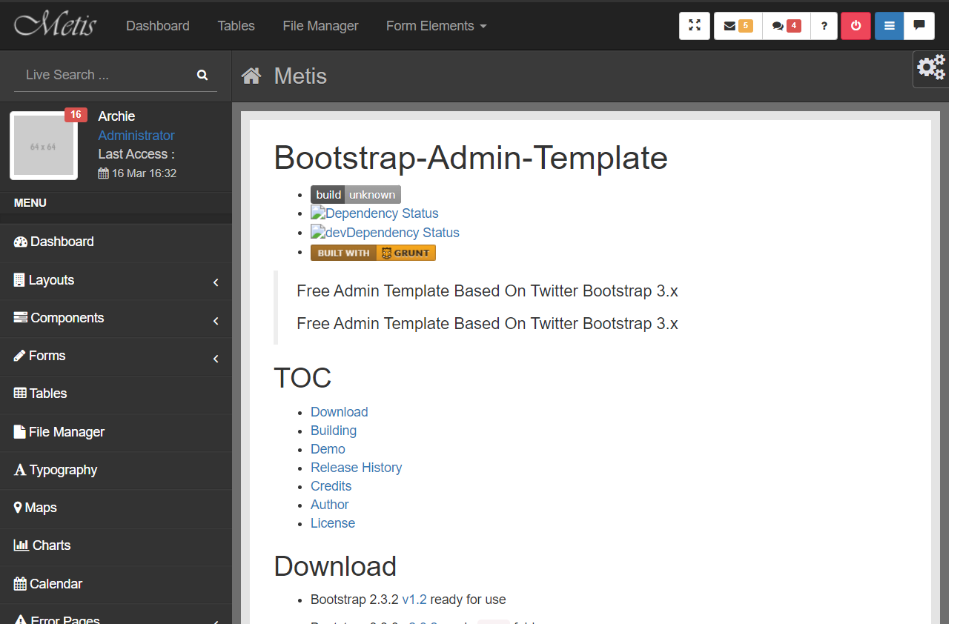 Metis Dashboard Tables File Manager Form Elements 5 4 ?
Live Search ...
Metis
16
Archie
Administrator
Last Access :
16 Mar 16:32
64 x 64
MENU
Dashboard
Layouts
Components
Forms
Tables
File Manager
Typography
Maps
Charts
Calendar
Error Pages
Bootstrap-Admin-Template
build unknown
Dependency Status
devDependency Status
BUILT WITH GRUNT
Free Admin Template Based On Twitter Bootstrap 3.x
Free Admin Template Based On Twitter Bootstrap 3.x
TOC
Download
Building
Demo
Release History
Credits
Author
License
Download
Bootstrap 2.3.2 v1.2 ready for use